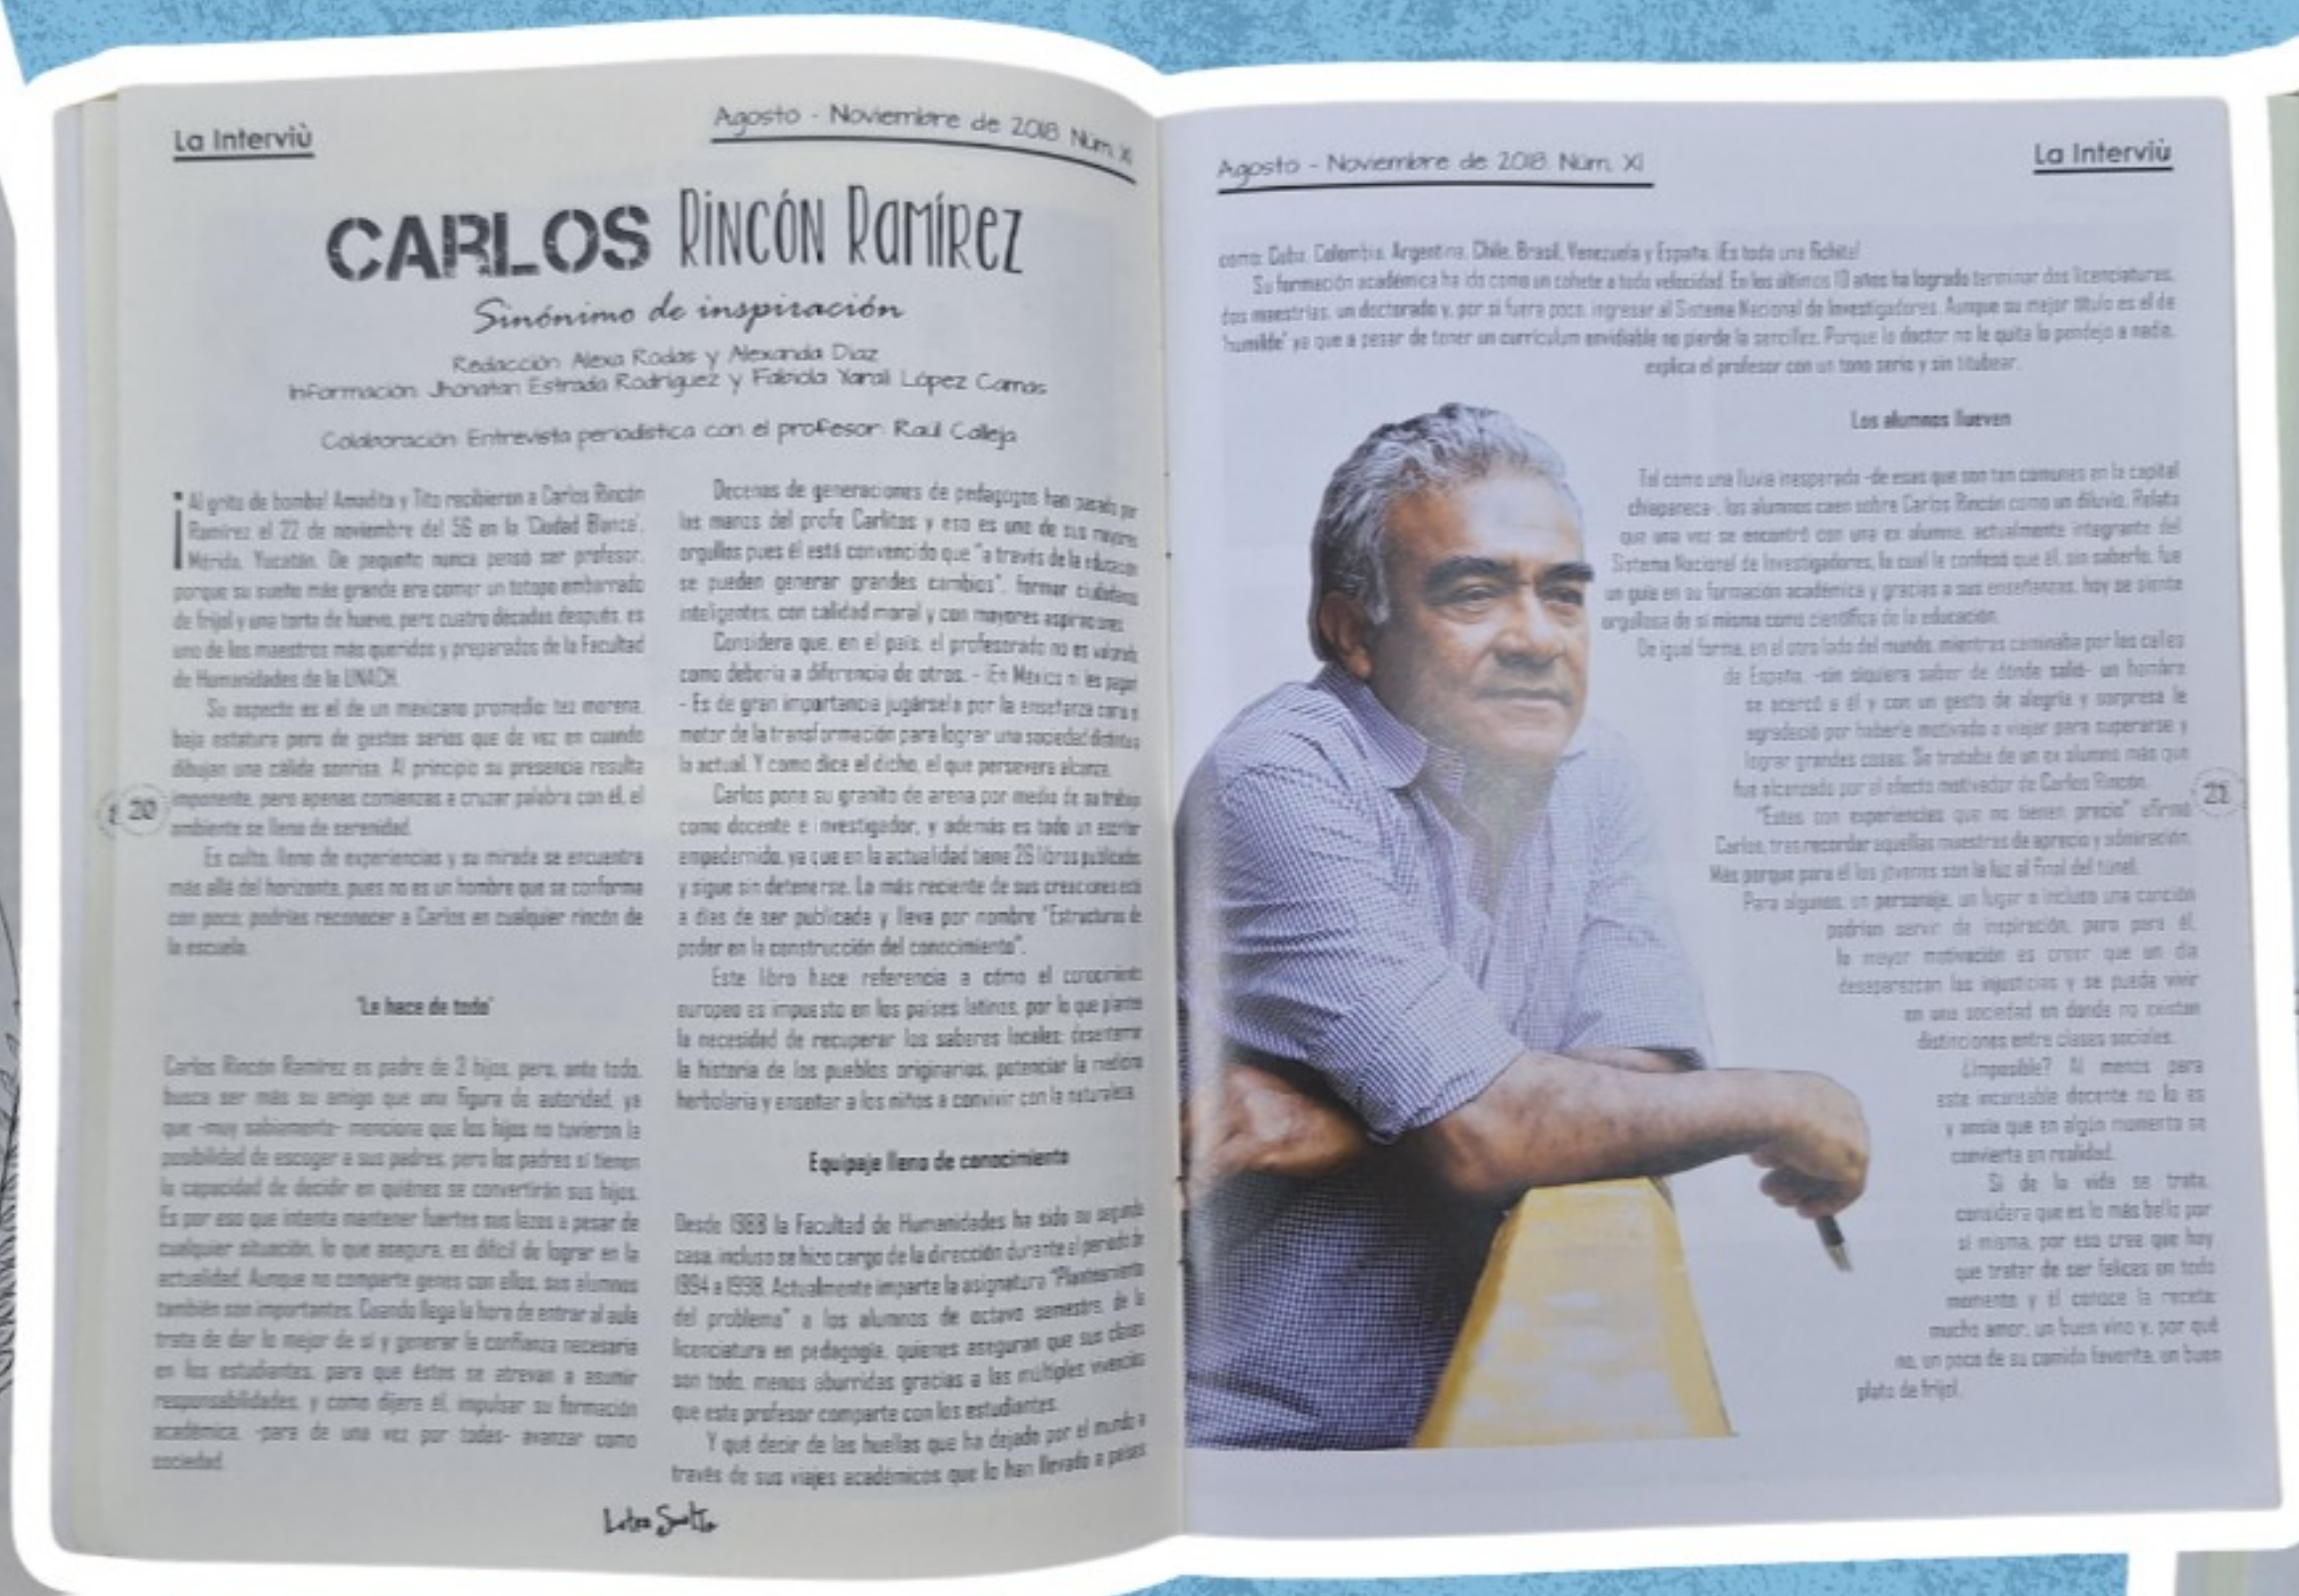 La Interviù
Agosto - Noviembre de 2018. Núm. XI
CARLOS Rincón Ramírez
Sinónimo de inspiración
Redacción: Alexa Rodas y Alexanda Diaz
Información: Jhonatan Estrada Rodríguez y Fabiola Yarali López Camas
Colaboración: Entrevista periodística con el profesor: Raúl Calleja
¡Al grito de bomba! Amadita y Tito recibieron a Carlos Rincón
Ramírez el 22 de noviembre del 56 en la 'Ciudad Blanca',
Mérida, Yucatán. De pequeño nunca pensó ser profesor,
porque su sueño más grande era comer un totopo embarrado
de frijol y una torta de huevo, pero cuatro décadas después, es
uno de los maestros más queridos y preparados de la Facultad
de Humanidades de la UNACH.
Su aspecto es el de un mexicano promedio: tez morena,
baja estatura pero de gestos serios que de vez en cuando
dibujan una cálida sonrisa. Al principio su presencia resulta
imponente, pero apenas comienzas a cruzar palabra con él, el
ambiente se llena de serenidad.
Es culto, lleno de experiencias y su mirada se encuentra
más allá del horizonte, pues no es un hombre que se conforma
con poco; podrías reconocer a Carlos en cualquier rincón de
la escuela.
'Le hace de todo'
Carlos Rincón Ramírez es padre de 3 hijos, pero, ante todo,
busca ser más su amigo que una figura de autoridad, ya
que -muy sabiamente- menciona que los hijos no tuvieron la
posibilidad de escoger a sus padres, pero los padres sí tienen
la capacidad de decidir en quiénes se convertirán sus hijos.
Es por eso que intenta mantener fuertes sus lazos a pesar de
cualquier situación, lo que asegura, es difícil de lograr en la
actualidad. Aunque no comparte genes con ellos, sus alumnos
también son importantes. Cuando llega la hora de entrar al aula
trata de dar lo mejor de sí y generar la confianza necesaria
en los estudiantes, para que éstos se atrevan a asumir
responsabilidades, y como dijera él, impulsar su formación
académica, -para de una vez por todas- avanzar como
sociedad.
20
Decenas de generaciones de pedagogos han pasado por
las manos del profe Carlitos y eso es uno de sus mayores
orgullos pues él está convencido que "a través de la educación
se pueden generar grandes cambios", formar ciudadanos
inteligentes, con calidad moral y con mayores aspiraciones.
Considera que, en el país, el profesorado no es valorado
como debería a diferencia de otros. - ¡En México ni les pagan!
- Es de gran importancia jugársela por la enseñanza como el
motor de la transformación para lograr una sociedad distinta a
la actual. Y como dice el dicho, el que persevera alcanza.
Carlos pone su granito de arena por medio de su trabajo
como docente e investigador, y además es todo un escritor
empedernido, ya que en la actualidad tiene 26 libros publicados
y sigue sin detenerse. La más reciente de sus creaciones está
a días de ser publicada y lleva por nombre "Estructuras de
poder en la construcción del conocimiento".
Este libro hace referencia a cómo el conocimiento
europeo es impuesto en los países latinos, por lo que plantea
la necesidad de recuperar los saberes locales; desenterrar
la historia de los pueblos originarios, potenciar la medicina
herbolaria y enseñar a los niños a convivir con la naturaleza.
Equipaje lleno de conocimiento
Desde 1988 la Facultad de Humanidades ha sido su segunda
casa, incluso se hizo cargo de la dirección durante el periodo de
1994 a 1998. Actualmente imparte la asignatura "Planteamiento
del problema" a los alumnos de octavo semestre, de la
licenciatura en pedagogía, quienes aseguran que sus clases
son todo, menos aburridas gracias a las múltiples vivencias
que este profesor comparte con los estudiantes.
Y qué decir de las huellas que ha dejado por el mundo a
través de sus viajes académicos que lo han llevado a países
Letra Suelta
Agosto - Noviembre de 2018. Núm. XI
La Interviù
como: Cuba, Colombia, Argentina, Chile, Brasil, Venezuela y España. ¡Es todo una fichita!
Su formación académica ha ido como un cohete a toda velocidad. En los últimos 10 años ha logrado terminar dos licenciaturas,
dos maestrías, un doctorado y, por si fuera poco, ingresar al Sistema Nacional de Investigadores. Aunque su mejor título es el de
"humilde" ya que a pesar de tener un currículum envidiable no pierde la sencillez. Porque lo doctor no le quita lo pendejo a nadie,
explica el profesor con un tono serio y sin titubear.
Los alumnos llueven
Tal como una lluvia inesperada -de esas que son tan comunes en la capital
chiapaneca-, los alumnos caen sobre Carlos Rincón como un diluvio. Relata
que una vez se encontró con una ex alumna, actualmente integrante del
Sistema Nacional de Investigadores, la cual le confesó que él, sin saberlo, fue
un guía en su formación académica y gracias a sus enseñanzas, hoy se siente
orgullosa de sí misma como científica de la educación.
De igual forma, en el otro lado del mundo, mientras caminaba por las calles
de España, -sin siquiera saber de dónde salió- un hombre
se acercó a él y con un gesto de alegría y sorpresa le
agradeció por haberle motivado a viajar para superarse y
lograr grandes cosas. Se trataba de un ex alumno más que
fue alcanzado por el efecto motivador de Carlos Rincón.
"Estas son experiencias que no tienen precio" afirmó
Carlos, tras recordar aquellas muestras de aprecio y admiración.
Más porque para él los jóvenes son la luz al final del túnel.
Para algunos, un personaje, un lugar o incluso una canción
podrían servir de inspiración, pero para él,
la mayor motivación es creer que un día
desaparezcan las injusticias y se pueda vivir
en una sociedad en donde no existan
distinciones entre clases sociales.
¿Imposible? Al menos para
este incansable docente no lo es
y ansía que en algún momento se
convierta en realidad.
Si de la vida se trata,
considera que es lo más bello por
sí misma, por eso cree que hay
que tratar de ser felices en todo
momento y él conoce la receta:
mucho amor, un buen vino y, por qué
no, un poco de su comida favorita, un buen
plato de frijol.
21